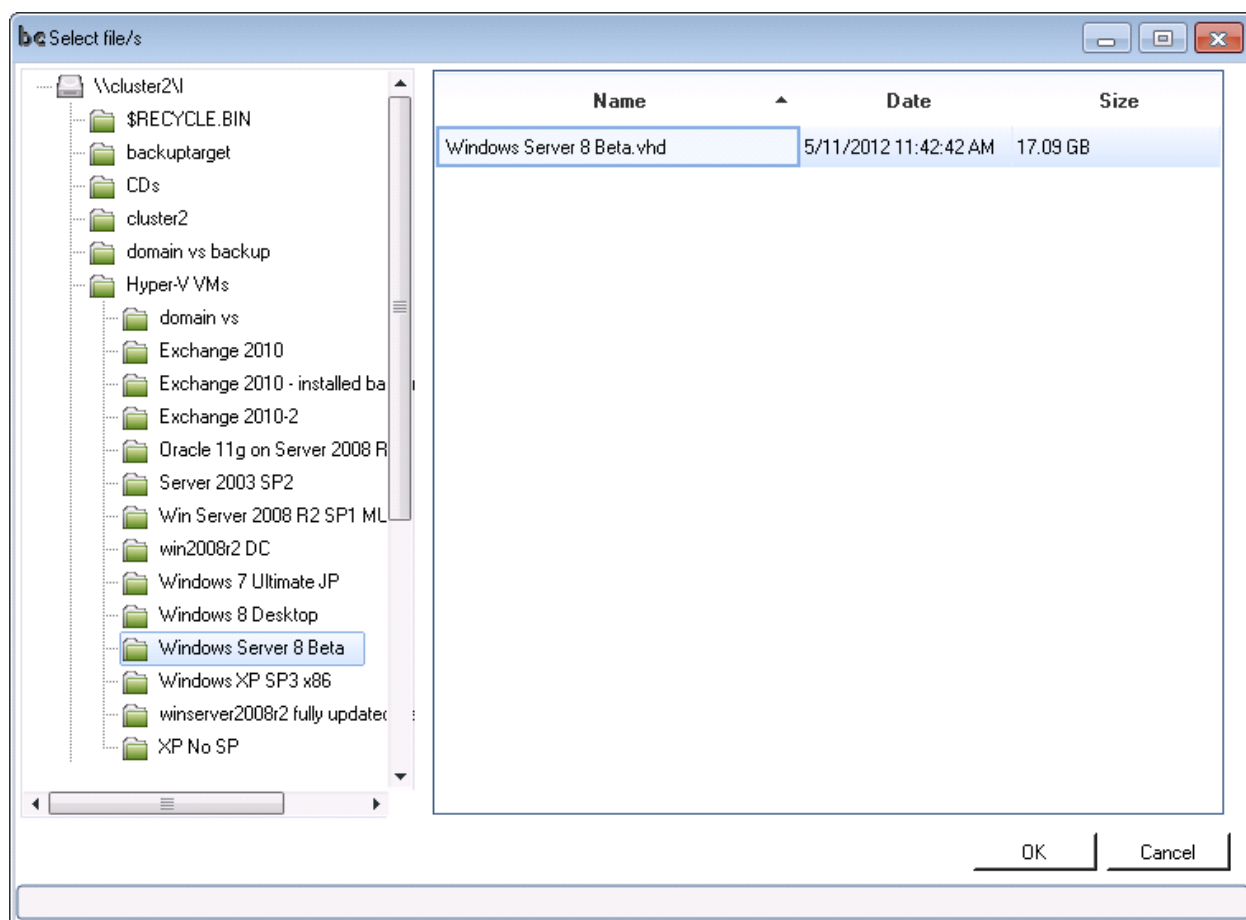 bc Select file/s
\\cluster2\I
$RECYCLE.BIN
backuptarget
CDs
cluster2
domain vs backup
Hyper-V VMs
domain vs
Exchange 2010
Exchange 2010 - installed ba
Exchange 2010-2
Oracle 11g on Server 2008 R
Server 2003 SP2
Win Server 2008 R2 SP1 ML
win2008r2 DC
Windows 7 Ultimate JP
Windows 8 Desktop
Windows Server 8 Beta
Windows XP SP3 x86
winserver2008r2 fully updated
XP No SP
Name Date Size
Windows Server 8 Beta.vhd 5/11/2012 11:42:42 AM 17.09 GB
OK Cancel